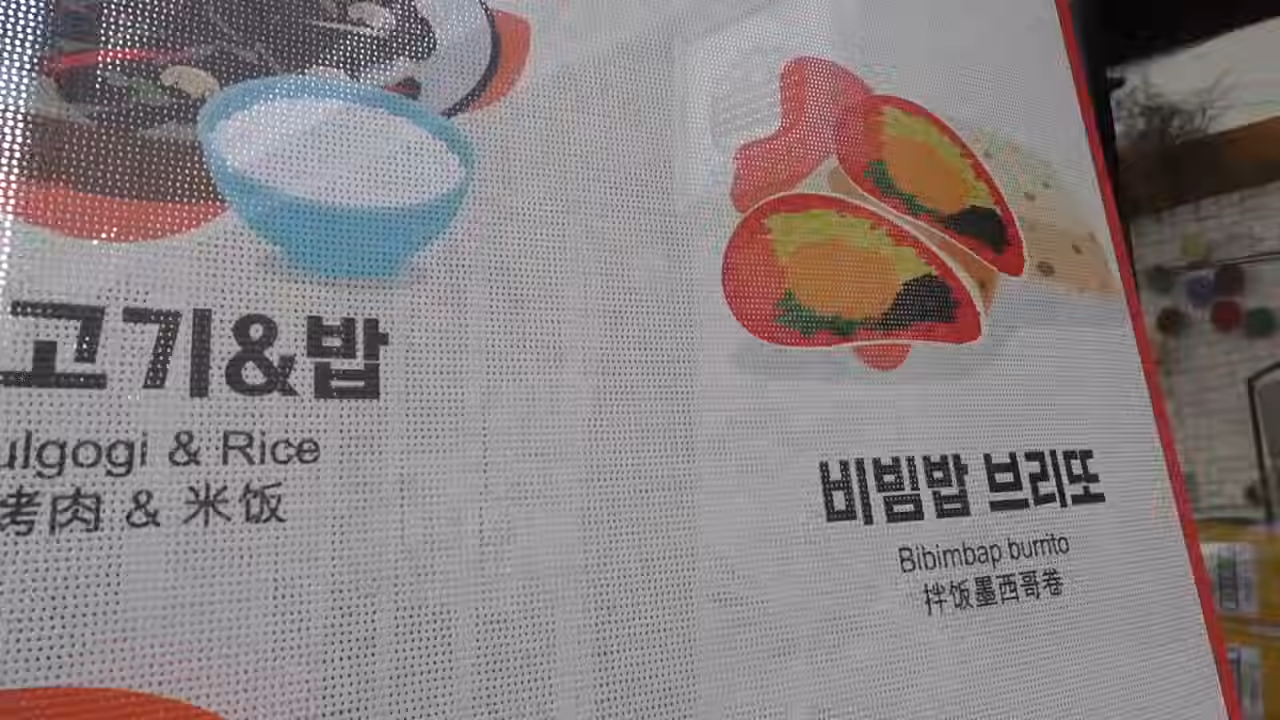 고기&밥
ulgogi & Rice
烤肉 & 米饭
비빔밥 브리또
Bibimbap burrito
拌饭墨西哥卷